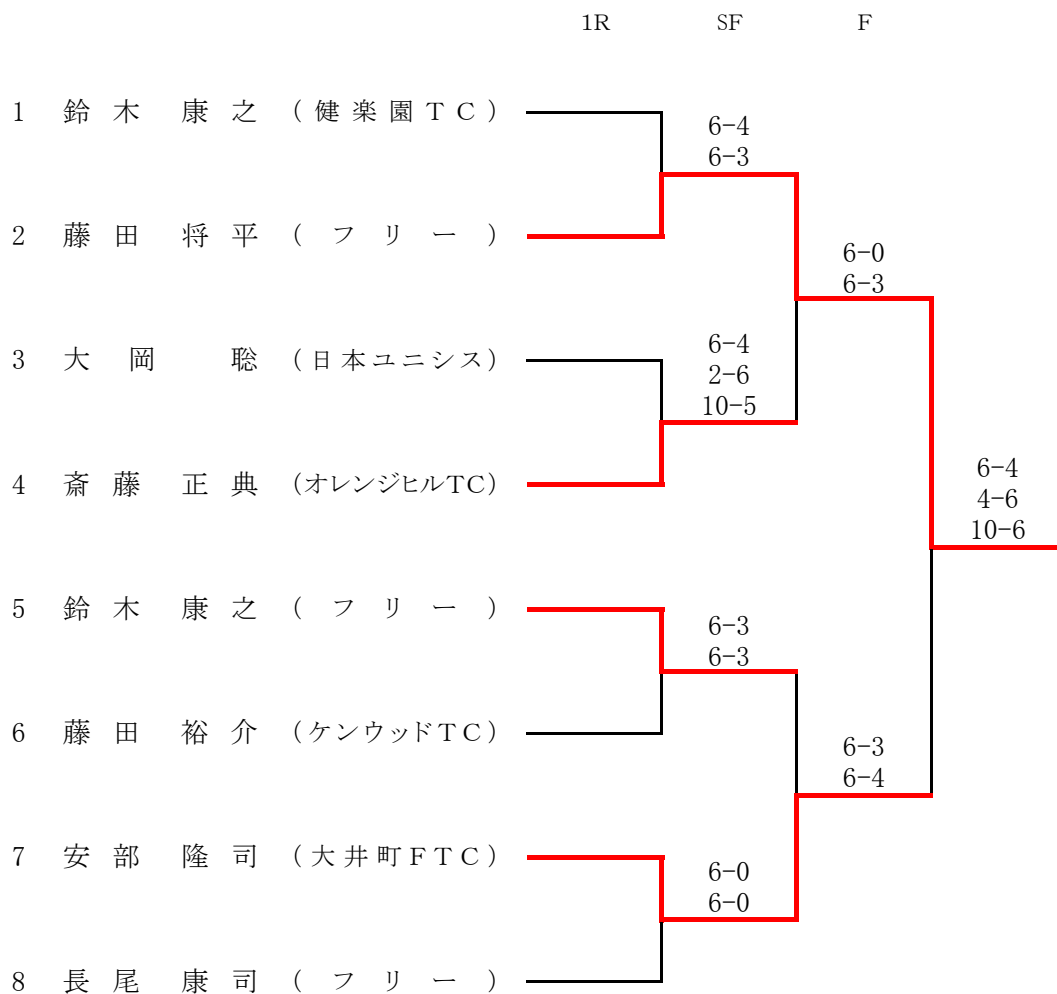 1R SF F
1 鈴木 康之 (健楽園TC)
6-4
6-3
2 藤田 将平 (フリー)
6-0
6-3
3 大岡 聡 (日本ユニシス)
6-4
2-6
10-5
4 斎藤 正典 (オレンジヒルTC)
6-4
4-6
10-6
5 鈴木 康之 (フリー)
6-3
6-3
6 藤田 裕介 (ケンウッドTC)
6-3
6-4
7 安部 隆司 (大井町FTC)
6-0
6-0
8 長尾 康司 (フリー)